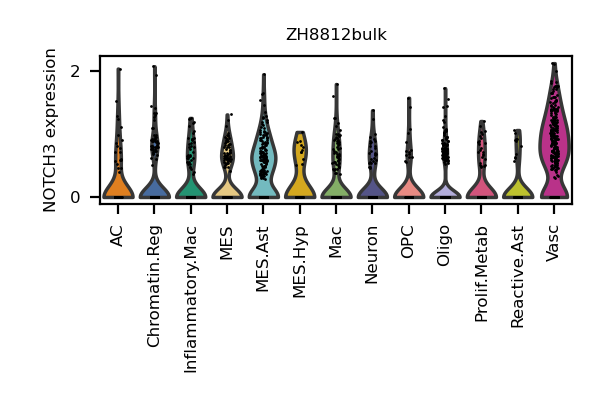 ZH8812bulk
NOTCH3 expression
2
0
AC
Chromatin.Reg
Inflammatory.Mac
MES
MES.Ast
MES.Hyp
Mac
Neuron
OPC
Oligo
Prolif.Metab
Reactive.Ast
Vasc